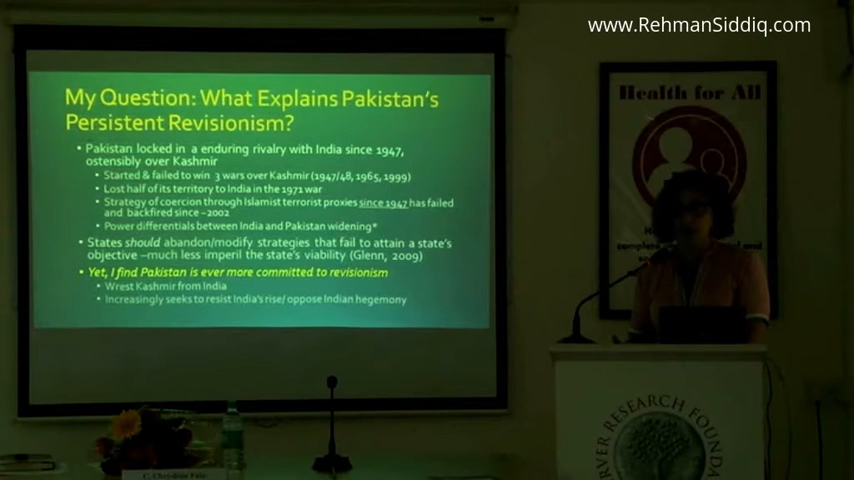 www.RehmanSiddiq.com
My Question: What Explains Pakistan's
Persistent Revisionism?
• Pakistan locked in a enduring rivalry with India since 1947,
ostensibly over Kashmir
• Started & failed to win 3 wars over Kashmir (1947/48, 1965, 1999)
• Lost half of its territory to India in the 1971 war
• Strategy of coercion through Islamist terrorist proxies since 1947 has failed
and backfired since ~2002
• Power differentials between India and Pakistan widening*
• States should abandon/modify strategies that fail to attain a state's
objective –much less imperil the state's viability (Glenn, 2009)
• Yet, I find Pakistan is ever more committed to revisionism
• Wrest Kashmir from India
• Increasingly seeks to resist India's rise/ oppose Indian hegemony
Health for All
and
RVER RESEARCH FOUNDA